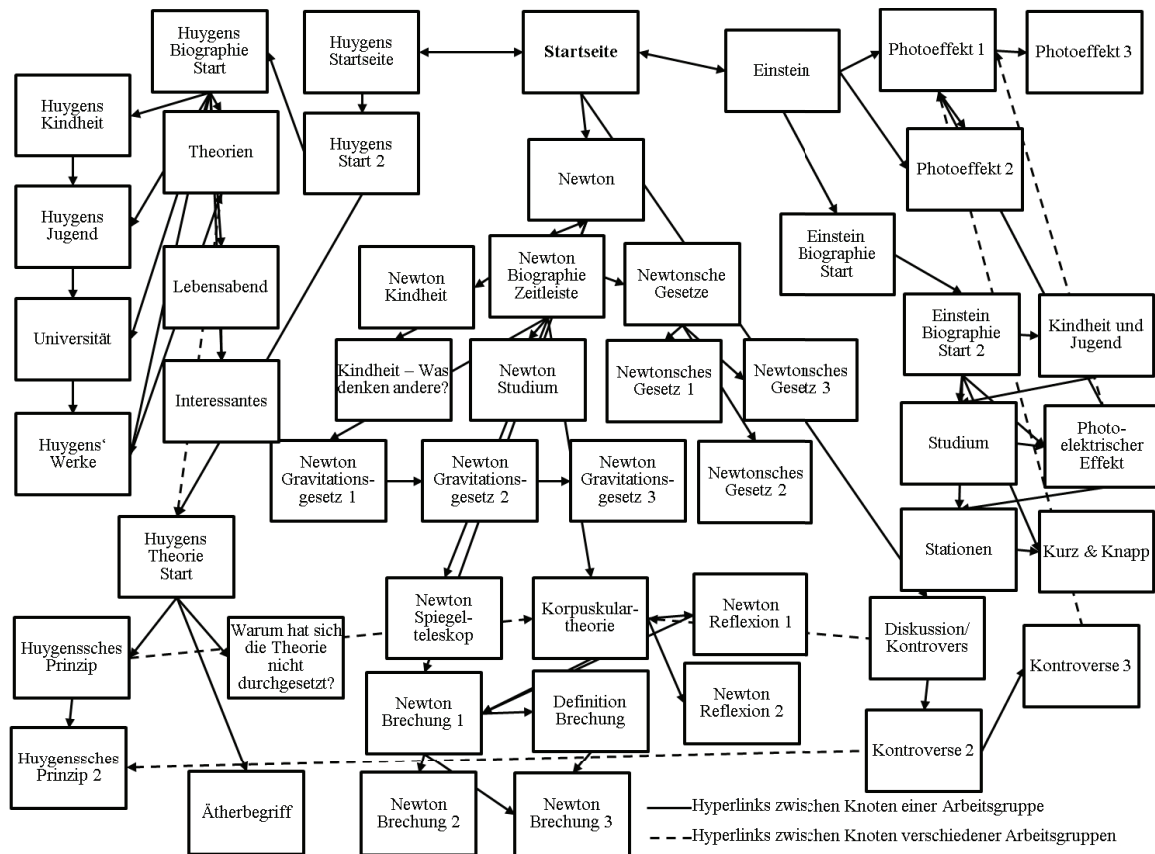 Huygens
Biographie
Start
Huygens
Startseite
Startseite
Einstein
Photoeffekt 1
Photoeffekt 3
Huygens
Kindheit
Theorien
Huygens
Start 2
Newton
Photoeffekt 2
Huygens
Jugend
Lebensabend
Newton
Kindheit
Newton
Biographie
Zeitleiste
Newtonsche
Gesetze
Einstein
Biographie
Start
Universität
Interessantes
Kindheit – Was
denken andere?
Newton
Studium
Newtonsches
Gesetz 1
Newtonsches
Gesetz 3
Einstein
Biographie
Start 2
Kindheit und
Jugend
Huygens‘
Werke
Newton
Gravitations-
gesetz 1
Newton
Gravitations-
gesetz 2
Newton
Gravitations-
gesetz 3
Newtonsches
Gesetz 2
Studium
Photo-
elektrischer
Effekt
Huygens
Theorie
Start
Stationen
Kurz & Knapp
Newton
Spiegel-
teleskop
Korpuskular-
theorie
Newton
Reflexion 1
Diskussion/
Kontrovers
Kontroverse 3
Huygenssches
Prinzip
Warum hat sich
die Theorie
nicht
durchgesetzt?
Newton
Brechung 1
Definition
Brechung
Newton
Reflexion 2
Kontroverse 2
Huygenssches
Prinzip 2
Ätherbegriff
Newton
Brechung 2
Newton
Brechung 3
Hyperlinks zwischen Knoten einer Arbeitsgruppe
Hyperlinks zwischen Knoten verschiedener Arbeitsgruppen